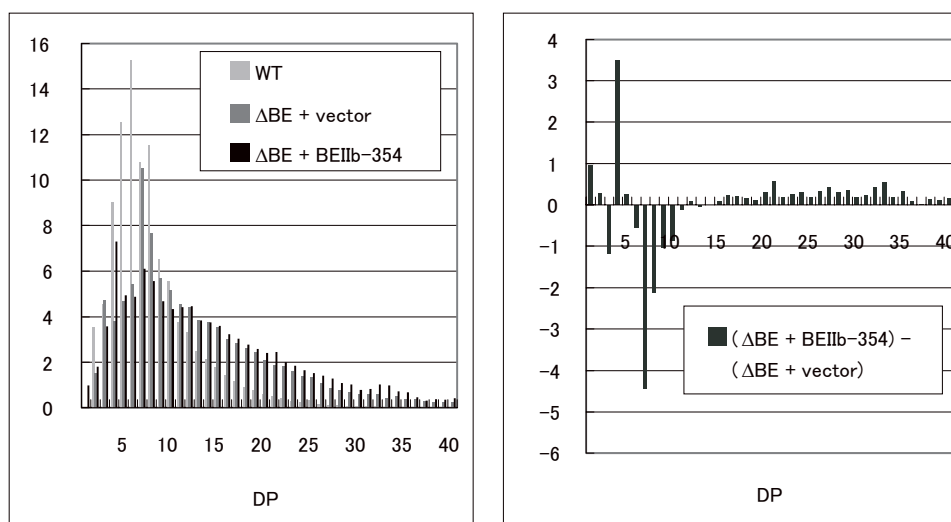 16
14
12
10
8
6
4
2
0
WT
ΔBE + vector
ΔBE + BEIIb-354
5 10 15 20 25 30 35 40
DP
4
3
2
1
0
-1
-2
-3
-4
-5
-6
5 10 15 20 25 30 35 40
(ΔBE + BEIIb-354) -
(ΔBE + vector)
DP